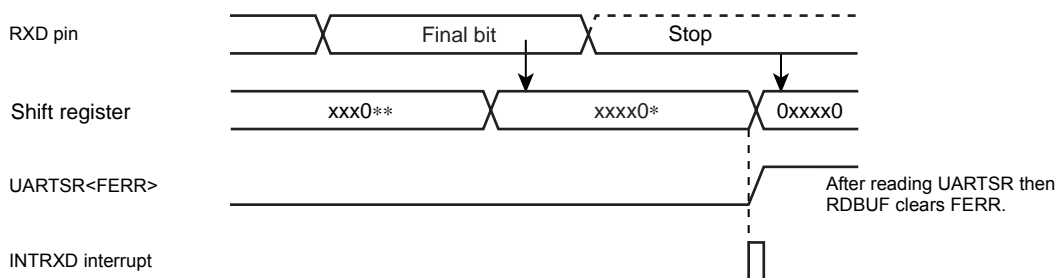 RXD pin
Final bit
Stop
Shift register
xxx0**
xxxx0*
0xxxx0
UARTSR<FERR>
After reading UARTSR then
RDBUF clears FERR.
INTRXD interrupt